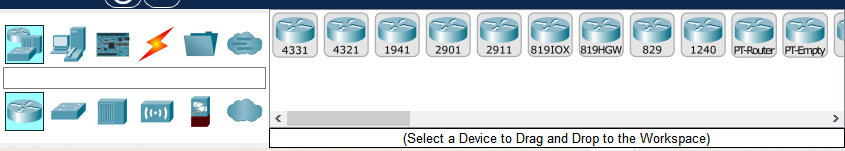 4331 4321 1941 2901 2911 819IOX 819HGW 829 1240 PT-Router PT-Empty
(Select a Device to Drag and Drop to the Workspace)